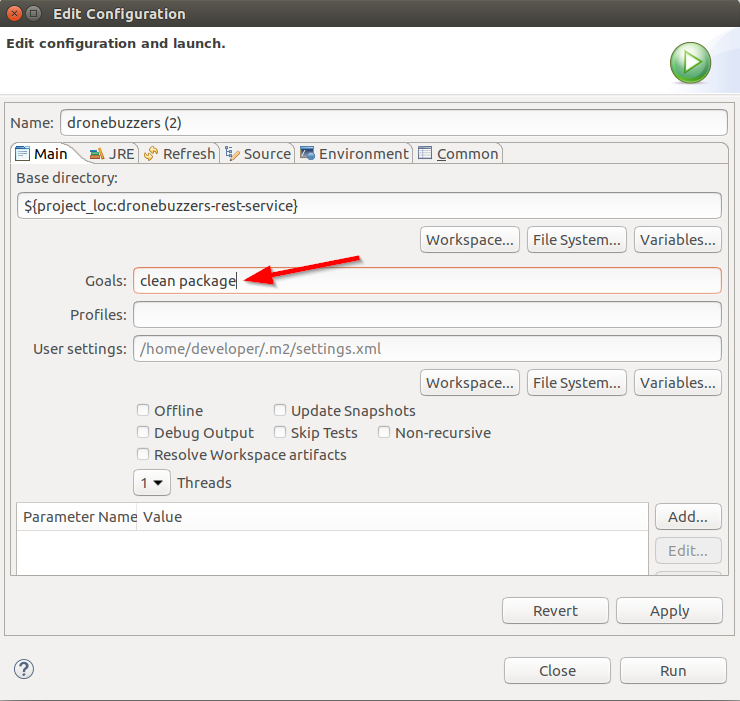 Edit Configuration
Edit configuration and launch.
Name: dronebuzzers (2)
Main JRE Refresh Source Environment Common
Base directory:
${project_loc:dronebuzzers-rest-service}
Workspace... File System... Variables...
Goals: clean package
Profiles:
User settings: /home/developer/.m2/settings.xml
Workspace... File System... Variables...
Offline Update Snapshots
Debug Output Skip Tests Non-recursive
Resolve Workspace artifacts
1 Threads
Parameter Name Value Add...
Edit...
Revert Apply
? Close Run